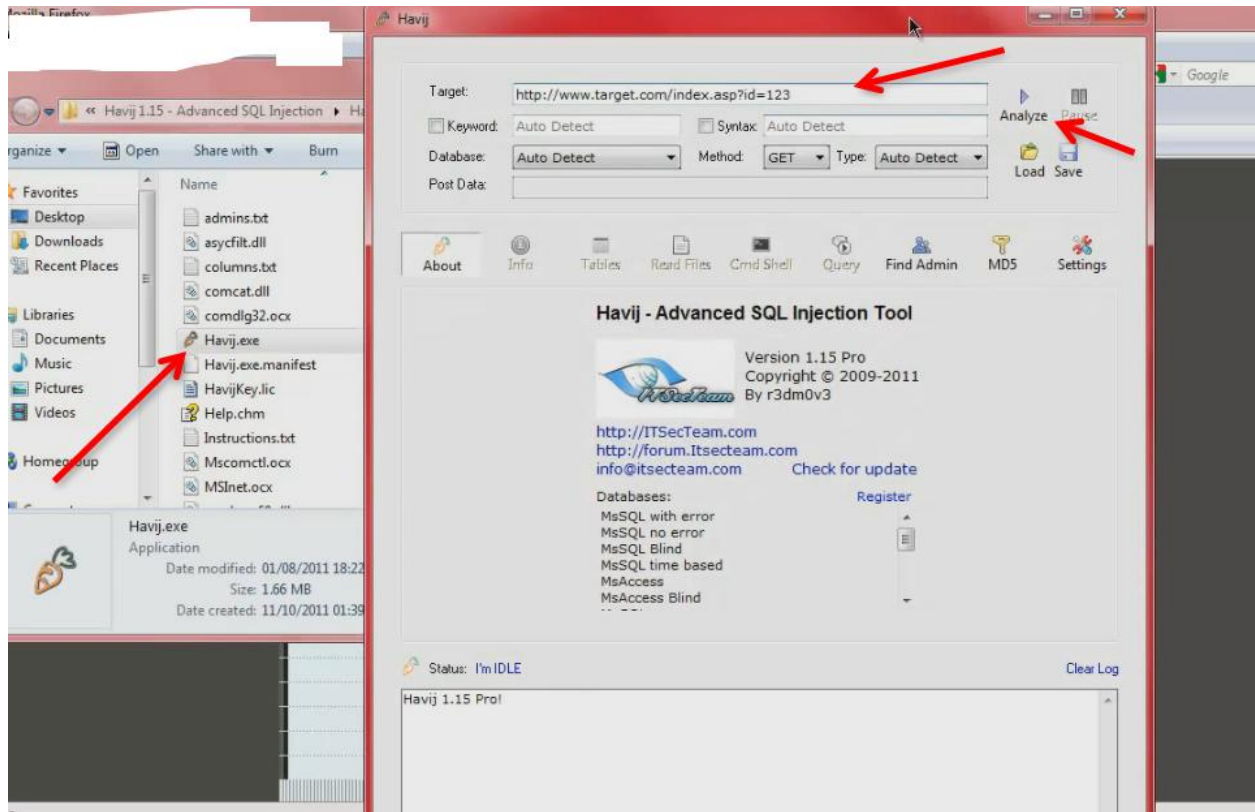 Mozilla Firefox
Havij
Google
Havij 1.15 - Advanced SQL Injection
Target: http://www.target.com/index.asp?id=123
Analyze Pause
Keyword: Auto Detect Syntax: Auto Detect
Database: Auto Detect Method: GET Type: Auto Detect
Load Save
Post Data:
rganize Open Share with Burn
Favorites
Desktop
Downloads
Recent Places
Libraries
Documents
Music
Pictures
Videos
Homegroup
Name
admins.txt
asycfilt.dll
columns.txt
comcat.dll
comdlg32.ocx
Havij.exe
Havij.exe.manifest
HavijKey.lic
Help.chm
Instructions.txt
Mscomctl.ocx
MSInet.ocx
Havij.exe
Application
Date modified: 01/08/2011 18:22
Size: 1.66 MB
Date created: 11/10/2011 01:39
About Info Tables Read Files Cmd Shell Query Find Admin MD5 Settings
Havij - Advanced SQL Injection Tool
Version 1.15 Pro
Copyright © 2009-2011
By r3dm0v3
ITSecTeam
http://ITSecTeam.com
http://forum.Itsecteam.com
info@itsecteam.com Check for update
Databases: Register
MsSQL with error
MsSQL no error
MsSQL Blind
MsSQL time based
MsAccess
MsAccess Blind
Status: I'm IDLE Clear Log
Havij 1.15 Pro!